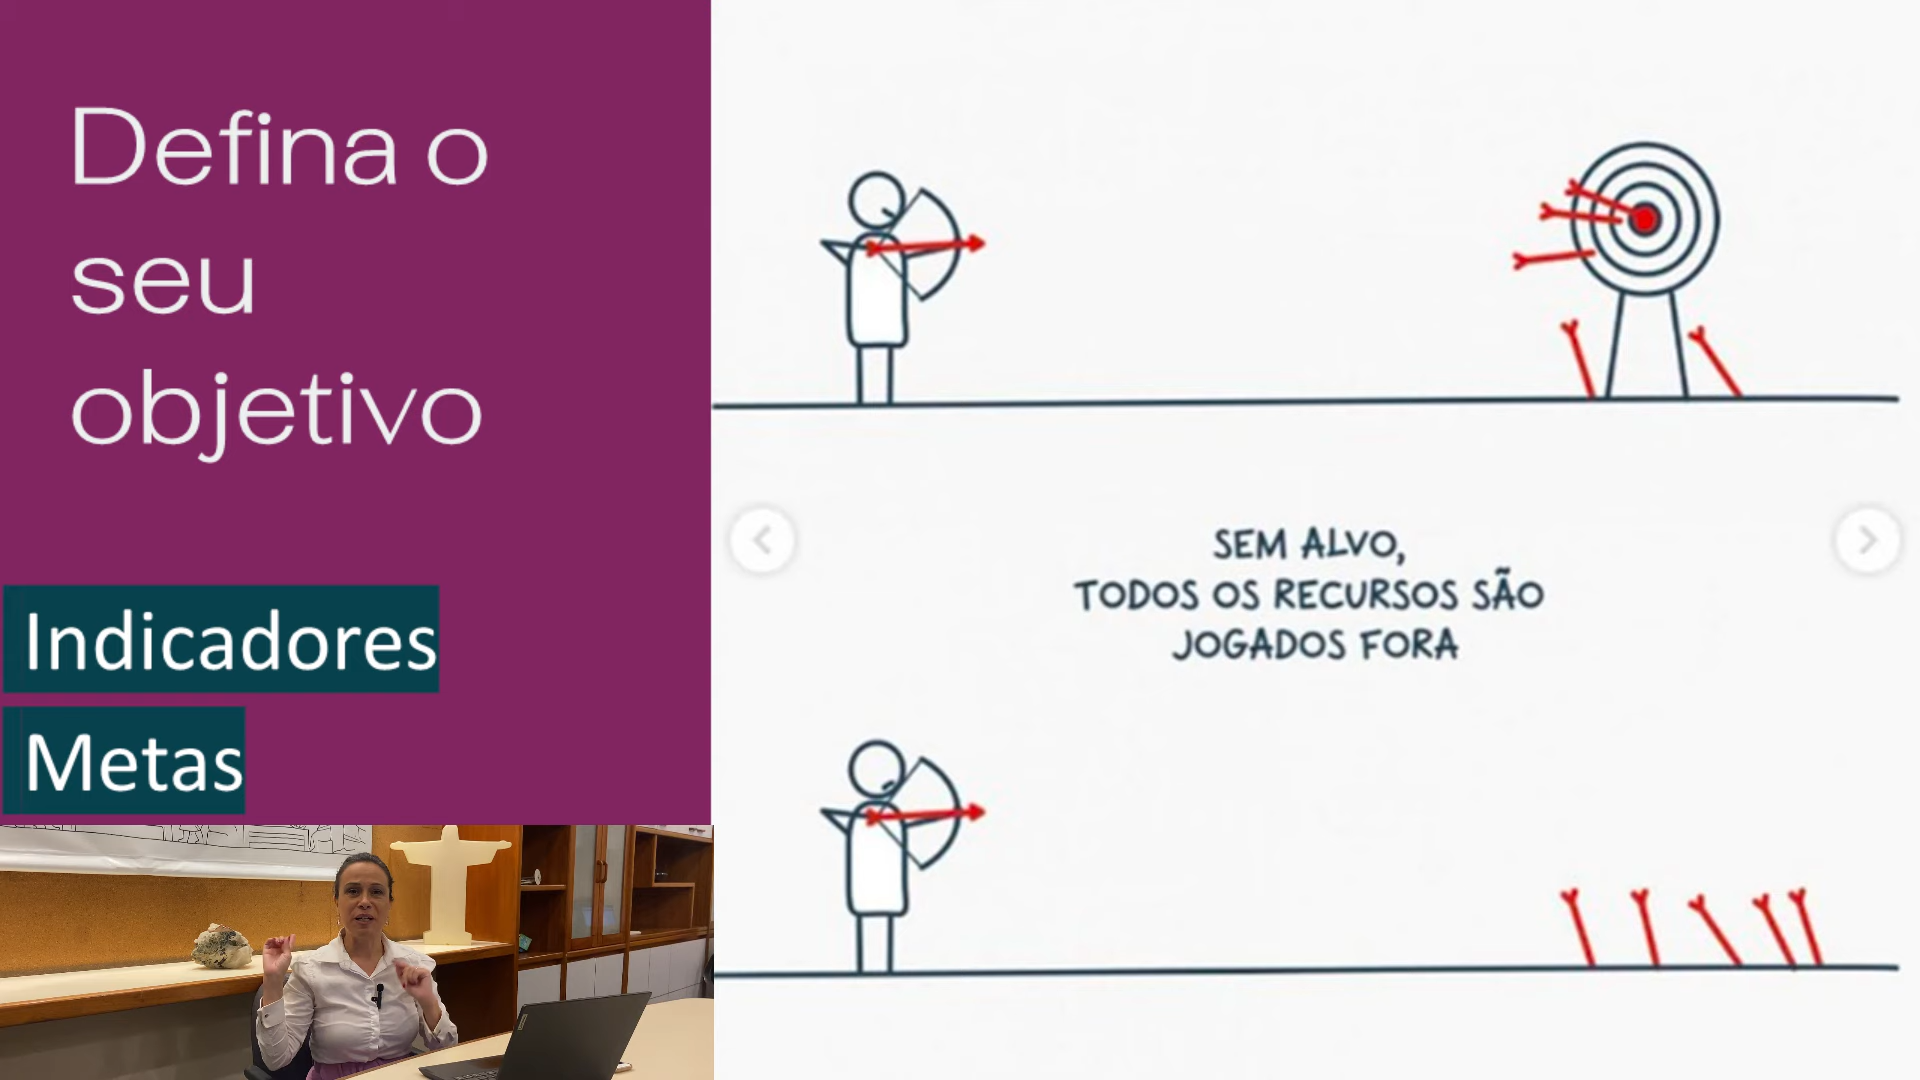 Defina o
seu
objetivo
Indicadores
Metas
SEM ALVO,
TODOS OS RECURSOS SÃO
JOGADOS FORA